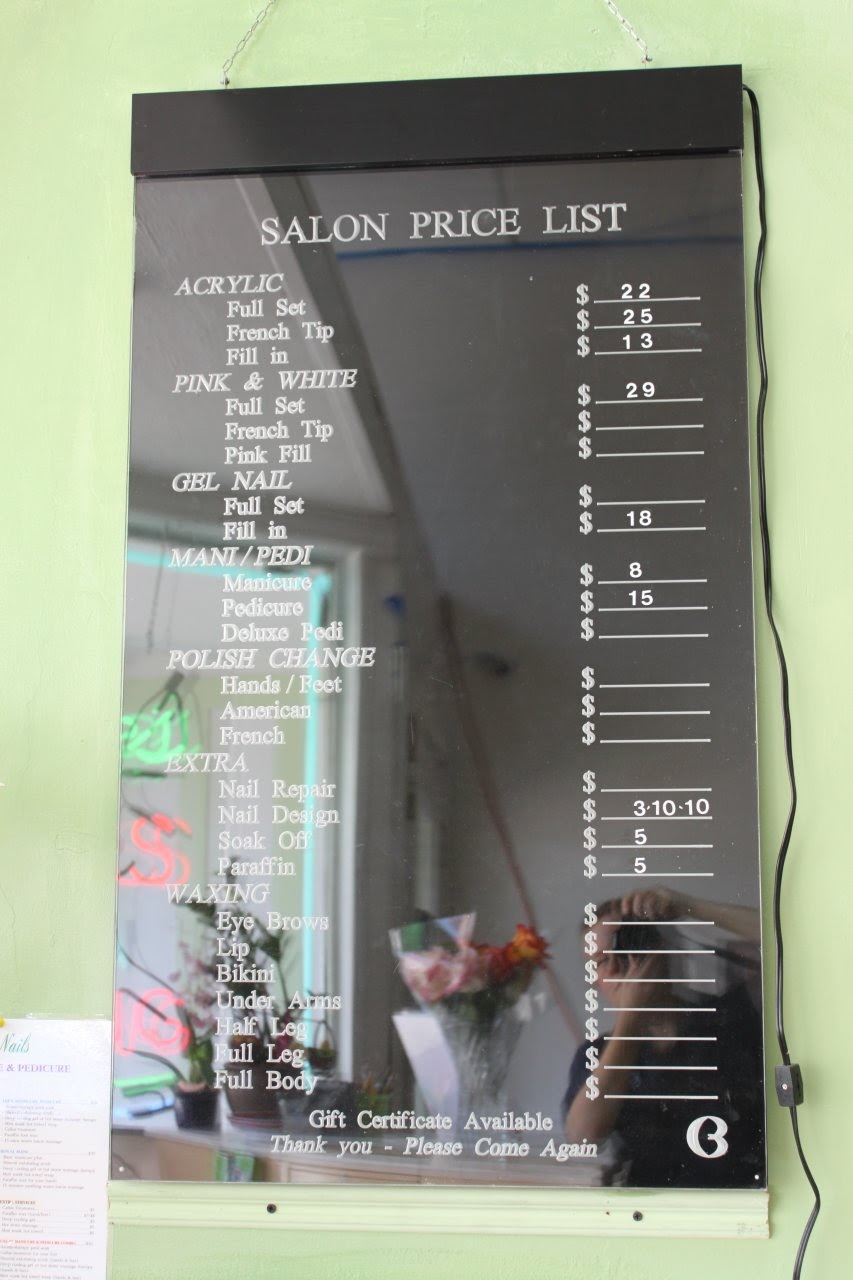 SALON PRICE LIST
ACRYLIC
Full Set $ 22
French Tip $ 25
Fill in $ 13
PINK & WHITE
Full Set $ 29
French Tip $
Pink Fill $
GEL NAIL
Full Set $
Fill in $ 18
MANI/PEDI
Manicure $ 8
Pedicure $ 15
Deluxe Pedi $
POLISH CHANGE
Hands/Feet $
American $
French $
EXTRA
Nail Repair $
Nail Design $ 3·10·10
Soak Off $ 5
Paraffin $ 5
WAXING
Eye Brows $
Lip $
Bikini $
Under Arms $
Half Leg $
Full Leg $
Full Body $
Gift Certificate Available
Thank you - Please Come Again
Nails
& PEDICURE